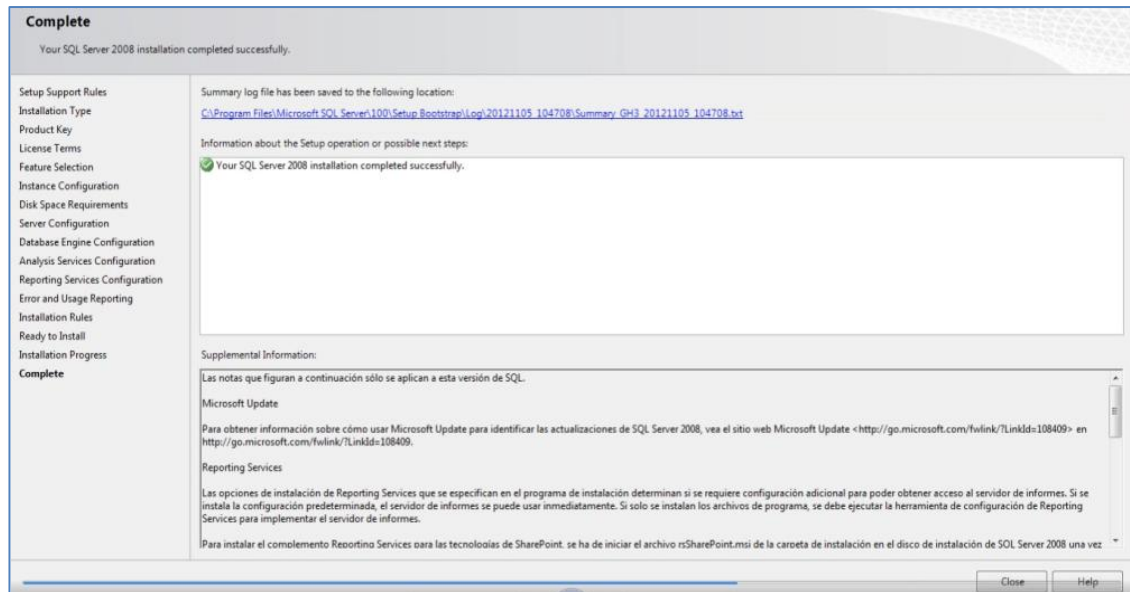 Complete
Your SQL Server 2008 installation completed successfully.
Setup Support Rules
Installation Type
Product Key
License Terms
Feature Selection
Instance Configuration
Disk Space Requirements
Server Configuration
Database Engine Configuration
Analysis Services Configuration
Reporting Services Configuration
Error and Usage Reporting
Installation Rules
Ready to Install
Installation Progress
Complete
Summary log file has been saved to the following location:
C:\Program Files\Microsoft SQL Server\100\Setup Bootstrap\Log\20121105_104708\Summary_GH3_20121105_104708.txt
Information about the Setup operation or possible next steps:
Your SQL Server 2008 installation completed successfully.
Supplemental Information:
Las notas que figuran a continuación sólo se aplican a esta versión de SQL.
Microsoft Update
Para obtener información sobre cómo usar Microsoft Update para identificar las actualizaciones de SQL Server 2008, vea el sitio web Microsoft Update <http://go.microsoft.com/fwlink/?LinkId=108409> en
http://go.microsoft.com/fwlink/?LinkId=108409.
Reporting Services
Las opciones de instalación de Reporting Services que se especifican en el programa de instalación determinan si se requiere configuración adicional para poder obtener acceso al servidor de informes. Si se
instala la configuración predeterminada, el servidor de informes se puede usar inmediatamente. Si solo se instalan los archivos de programa, se debe ejecutar la herramienta de configuración de Reporting
Services para implementar el servidor de informes.
Para instalar el complemento Reporting Services para las tecnologías de SharePoint, se ha de iniciar el archivo rsSharePoint.msi de la carpeta de instalación en el disco de instalación de SQL Server 2008 una vez
Close
Help